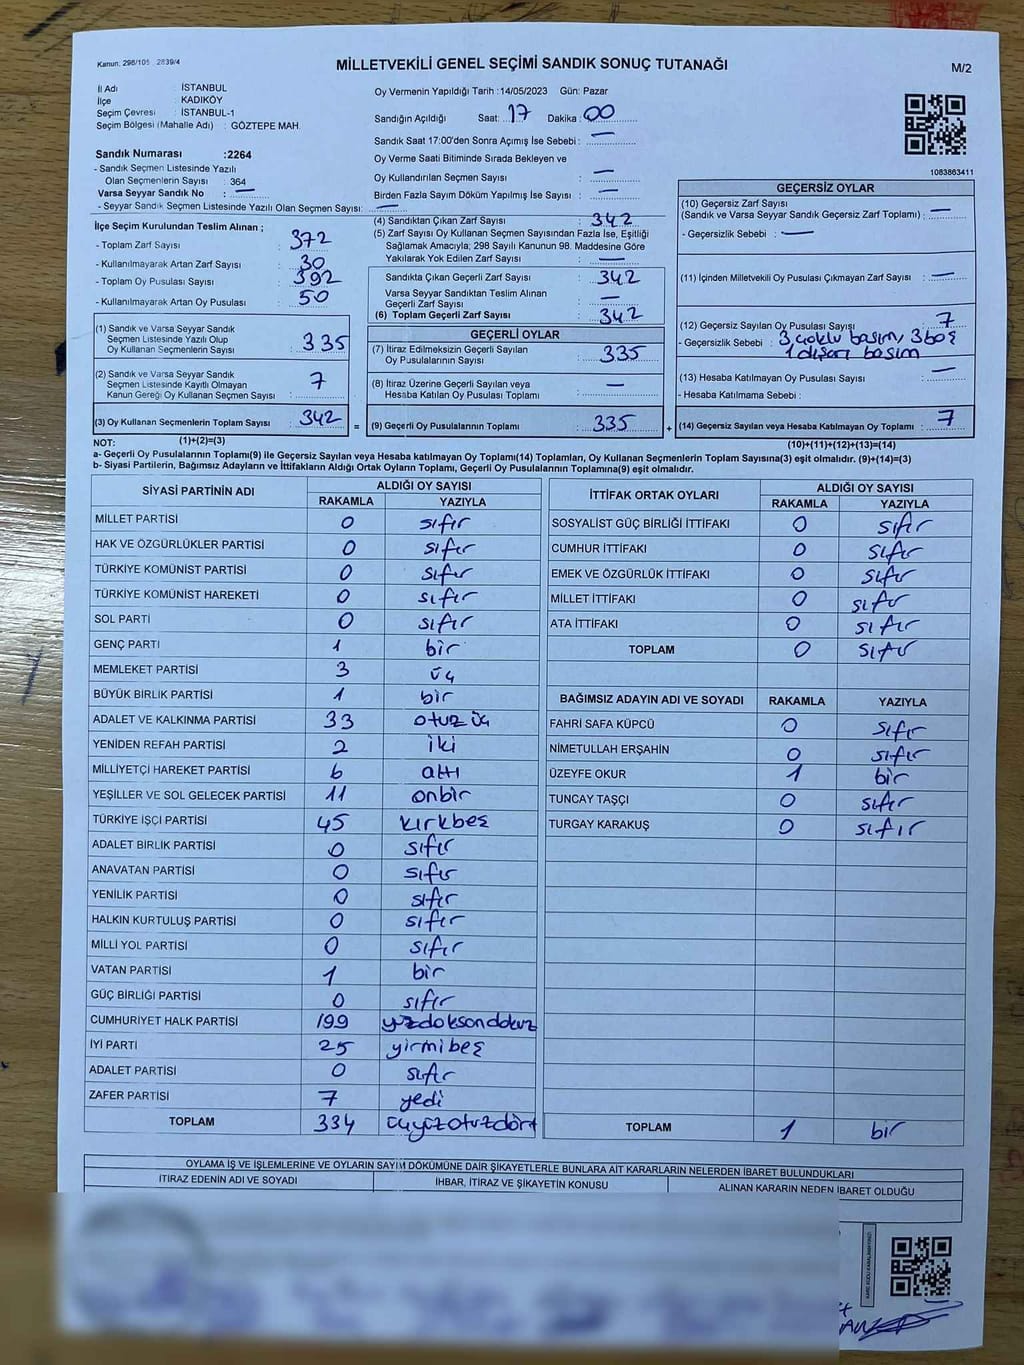 Kanun: 298/105 2839/4
MİLLETVEKİLİ GENEL SEÇİMİ SANDIK SONUÇ TUTANAĞI
M/2
İl Adı : İSTANBUL
İlçe : KADIKÖY
Seçim Çevresi : İSTANBUL-1
Seçim Bölgesi (Mahalle Adı) : GÖZTEPE MAH.
Sandık Numarası :2264
- Sandık Seçmen Listesinde Yazılı
Olan Seçmenlerin Sayısı : 364
Varsa Seyyar Sandık No : —
- Seyyar Sandık Seçmen Listesinde Yazılı Olan Seçmen Sayısı: —
Oy Vermenin Yapıldığı Tarih :14/05/2023 Gün: Pazar
Sandığın Açıldığı Saat: 17 Dakika: 00
Sandık Saat 17:00'den Sonra Açımış İse Sebebi : —
Oy Verme Saati Bitiminde Sırada Bekleyen ve
Oy Kullandırılan Seçmen Sayısı : —
Birden Fazla Sayım Döküm Yapılmış İse Sayısı : —
1083863411
İlçe Seçim Kurulundan Teslim Alınan ;
- Toplam Zarf Sayısı : 372
- Kullanılmayarak Artan Zarf Sayısı : 30
- Toplam Oy Pusulası Sayısı : 392
- Kullanılmayarak Artan Oy Pusulası : 50
(4) Sandıktan Çıkan Zarf Sayısı : 342
(5) Zarf Sayısı Oy Kullanan Seçmen Sayısından Fazla İse, Eşitliği
Sağlamak Amacıyla; 298 Sayılı Kanunun 98. Maddesine Göre
Yakılarak Yok Edilen Zarf Sayısı : —
Sandıkta Çıkan Geçerli Zarf Sayısı : 342
Varsa Seyyar Sandıktan Teslim Alınan
Geçerli Zarf Sayısı : —
(6) Toplam Geçerli Zarf Sayısı : 342
GEÇERSİZ OYLAR
(10) Geçersiz Zarf Sayısı
(Sandık ve Varsa Seyyar Sandık Geçersiz Zarf Toplamı) : —
- Geçersizlik Sebebi : —
(11) İçinden Milletvekili Oy Pusulası Çıkmayan Zarf Sayısı : —
(12) Geçersiz Sayılan Oy Pusulası Sayısı : 7
- Geçersizlik Sebebi : 3 çoklu basım, 3 boş
1 dışarı basım
(13) Hesaba Katılmayan Oy Pusulası Sayısı : —
- Hesaba Katılmama Sebebi :
(14) Geçersiz Sayılan veya Hesaba Katılmayan Oy Toplamı : 7
(1) Sandık ve Varsa Seyyar Sandık
Seçmen Listesinde Yazılı Olup
Oy Kullanan Seçmenlerin Sayısı : 335
(2) Sandık ve Varsa Seyyar Sandık
Seçmen Listesinde Kayıtlı Olmayan
Kanun Gereği Oy Kullanan Seçmen Sayısı : 7
(3) Oy Kullanan Seçmenlerin Toplam Sayısı : 342
GEÇERLİ OYLAR
(7) İtiraz Edilmeksizin Geçerli Sayılan
Oy Pusulalarının Sayısı : 335
(8) İtiraz Üzerine Geçerli Sayılan veya
Hesaba Katılan Oy Pusulası Toplamı : —
= (9) Geçerli Oy Pusulalarının Toplamı : 335 +
NOT: (1)+(2)=(3)
(10)+(11)+(12)+(13)=(14)
a- Geçerli Oy Pusulalarının Toplamı(9) ile Geçersiz Sayılan veya Hesaba katılmayan Oy Toplamı(14) Toplamları, Oy Kullanan Seçmenlerin Toplam Sayısına(3) eşit olmalıdır. (9)+(14)=(3)
b- Siyasi Partilerin, Bağımsız Adayların ve İttifakların Aldığı Ortak Oyların Toplamı, Geçerli Oy Pusulalarının Toplamına(9) eşit olmalıdır.
SİYASİ PARTİNİN ADI ALDIĞI OY SAYISI
RAKAMLA YAZIYLA
MİLLET PARTİSİ 0 sıfır
HAK VE ÖZGÜRLÜKLER PARTİSİ 0 sıfır
TÜRKİYE KOMÜNİST PARTİSİ 0 sıfır
TÜRKİYE KOMÜNİST HAREKETİ 0 sıfır
SOL PARTİ 0 sıfır
GENÇ PARTİ 1 bir
MEMLEKET PARTİSİ 3 üç
BÜYÜK BİRLİK PARTİSİ 1 bir
ADALET VE KALKINMA PARTİSİ 33 otuz üç
YENİDEN REFAH PARTİSİ 2 iki
MİLLİYETÇİ HAREKET PARTİSİ 6 altı
YEŞİLLER VE SOL GELECEK PARTİSİ 11 onbir
TÜRKİYE İŞÇİ PARTİSİ 45 kırkbeş
ADALET BİRLİK PARTİSİ 0 sıfır
ANAVATAN PARTİSİ 0 sıfır
YENİLİK PARTİSİ 0 sıfır
HALKIN KURTULUŞ PARTİSİ 0 sıfır
MİLLİ YOL PARTİSİ 0 sıfır
VATAN PARTİSİ 1 bir
GÜÇ BİRLİĞİ PARTİSİ 0 sıfır
CUMHURİYET HALK PARTİSİ 199 yüzdoksandokuz
İYİ PARTİ 25 yirmibeş
ADALET PARTİSİ 0 sıfır
ZAFER PARTİSİ 7 yedi
TOPLAM 334 üçyüzotuzdört
İTTİFAK ORTAK OYLARI ALDIĞI OY SAYISI
RAKAMLA YAZIYLA
SOSYALİST GÜÇ BİRLİĞİ İTTİFAKI 0 sıfır
CUMHUR İTTİFAKI 0 sıfır
EMEK VE ÖZGÜRLÜK İTTİFAKI 0 sıfır
MİLLET İTTİFAKI 0 sıfır
ATA İTTİFAKI 0 sıfır
TOPLAM 0 sıfır
BAĞIMSIZ ADAYIN ADI VE SOYADI RAKAMLA YAZIYLA
FAHRİ SAFA KÜPCÜ 0 sıfır
NİMETULLAH ERŞAHİN 0 sıfır
ÜZEYFE OKUR 1 bir
TUNCAY TAŞÇI 0 sıfır
TURGAY KARAKUŞ 0 sıfır
TOPLAM 1 bir
OYLAMA İŞ VE İŞLEMLERİNE VE OYLARIN SAYIM DÖKÜMÜNE DAİR ŞİKAYETLERLE BUNLARA AİT KARARLARIN NELERDEN İBARET BULUNDUKLARI
İTİRAZ EDENİN ADI VE SOYADI İHBAR, İTİRAZ VE ŞİKAYETİN KONUSU ALINAN KARARIN NEDEN İBARET OLDUĞU